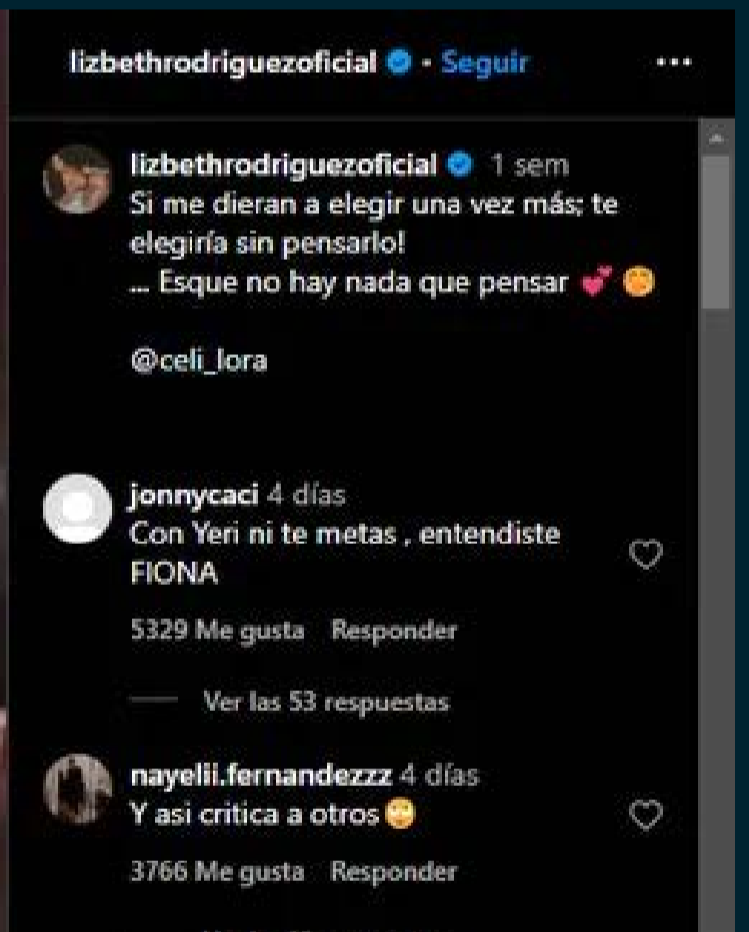 lizbethrodriguezoficial • Seguir
lizbethrodriguezoficial 1 sem
Si me dieran a elegir una vez más; te
elegiría sin pensarlo!
... Esque no hay nada que pensar 💕 🤭
@celi_lora
jonnycaci 4 días
Con Yeri ni te metas , entendiste
FIONA
5329 Me gusta Responder
Ver las 53 respuestas
nayelii.fernandezzz 4 días
Y asi critica a otros 🙄
3766 Me gusta Responder